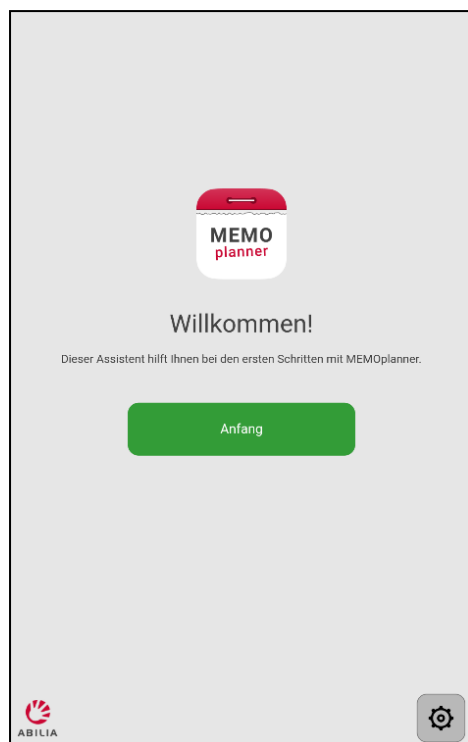 MEMO
planner
Willkommen!
Dieser Assistent hilft Ihnen bei den ersten Schritten mit MEMOplanner.
Anfang
ABILIA